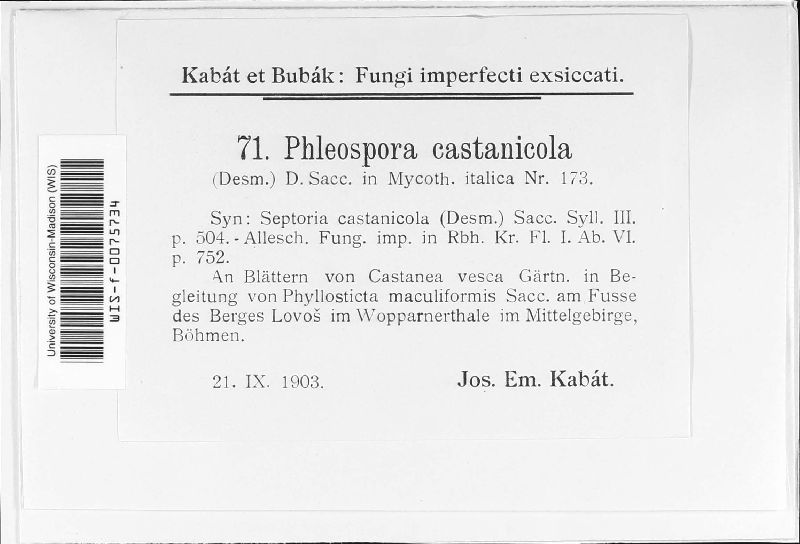 Kabát et Bubák: Fungi imperfecti exsiccati.
71. Phleospora castanicola
(Desm.) D. Sacc. in Mycoth. italica Nr. 173.
Syn: Septoria castanicola (Desm.) Sacc. Syll. III.
p. 504. - Allesch. Fung. imp. in Rbh. Kr. Fl. I. Ab. VI.
p. 752.
An Blättern von Castanea vesca Gärtn. in Be-
gleitung von Phyllosticta maculiformis Sacc. am Fusse
des Berges Lovoš im Wopparnerthale im Mittelgebirge,
Böhmen.
21. IX. 1903.
Jos. Em. Kabát.
University of Wisconsin-Madison (WIS)
WIS-f-0075734